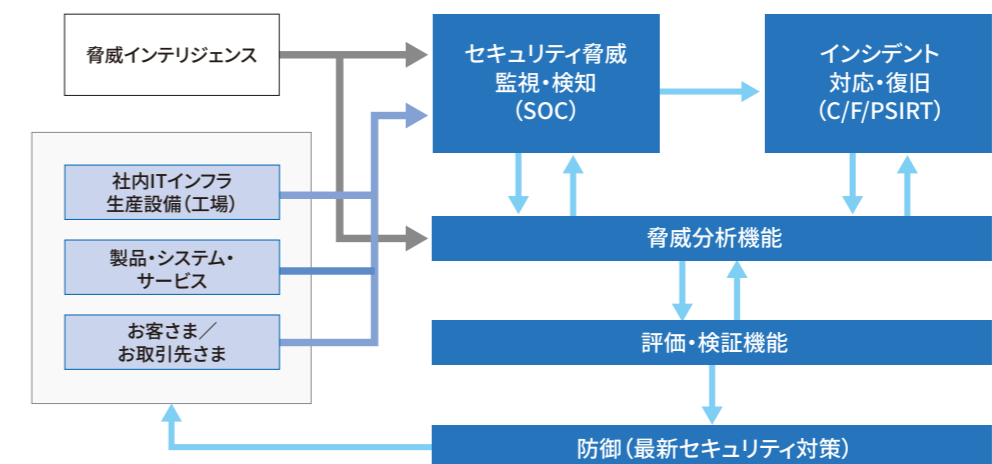 脅威インテリジェンス
セキュリティ脅威
監視・検知
(SOC)
インシデント
対応・復旧
(C/F/PSIRT)
社内ITインフラ
生産設備(工場)
製品・システム・
サービス
お客さま／
お取引先さま
脅威分析機能
評価・検証機能
防御(最新セキュリティ対策)